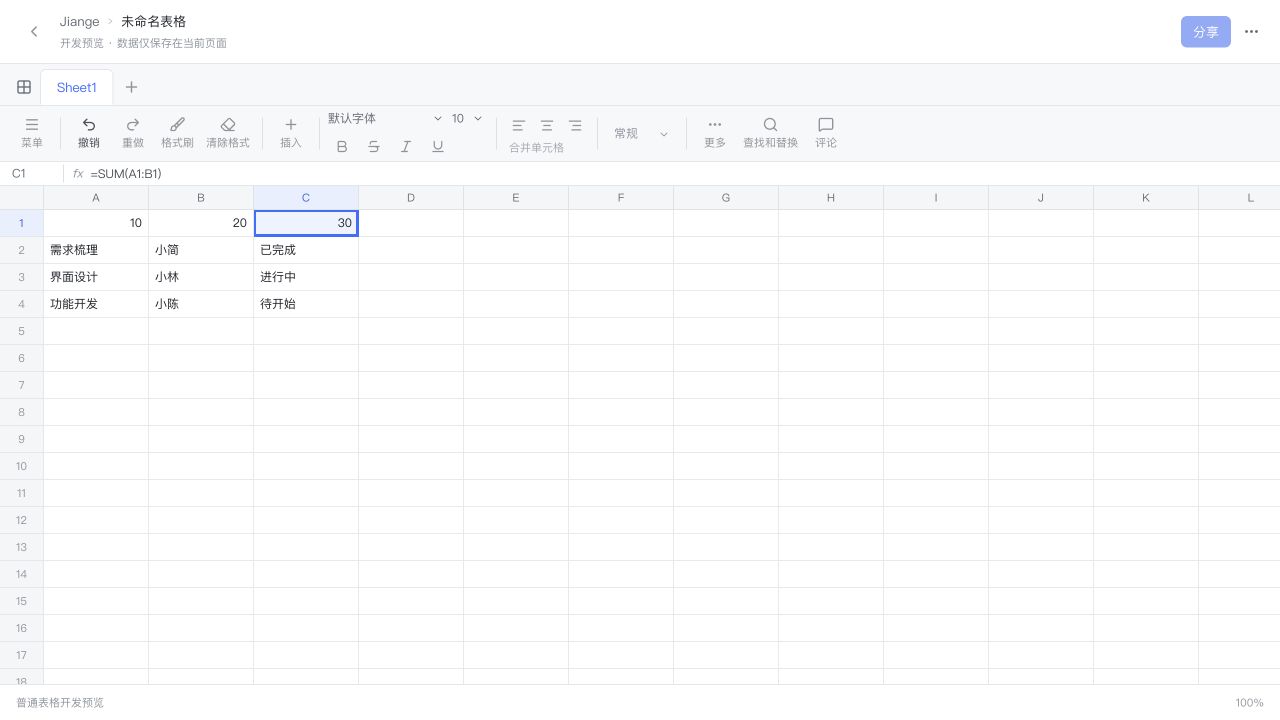 Jiange > 未命名表格
开发预览 · 数据仅保存在当前页面
分享 •••
Sheet1
菜单 撤销 重做 格式刷 清除格式 插入
默认字体 10
B S I U
合并单元格
常规
更多 查找和替换 评论
C1 fx =SUM(A1:B1)
A B C D E F G H I J K L
1 10 20 30
2 需求梳理 小简 已完成
3 界面设计 小林 进行中
4 功能开发 小陈 待开始
5
6
7
8
9
10
11
12
13
14
15
16
17
18
普通表格开发预览 100%